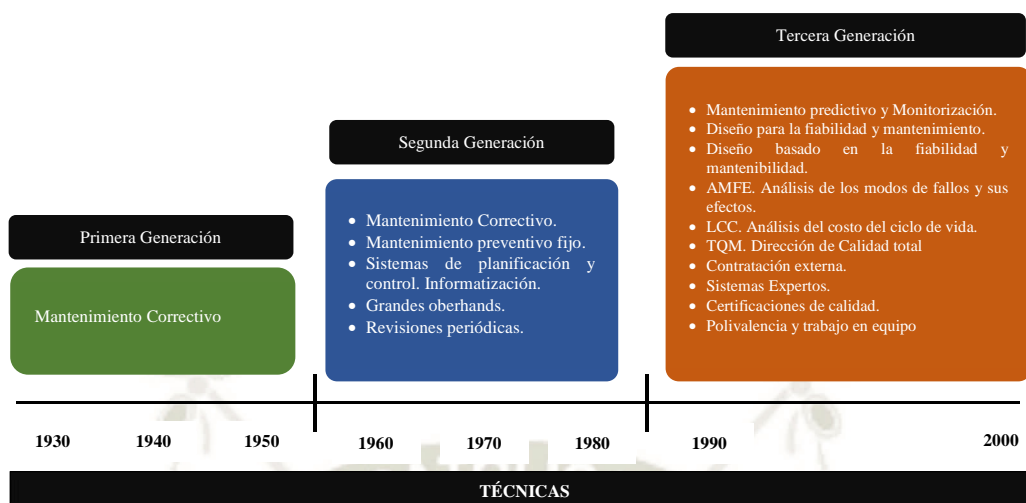 Primera Generación
Mantenimiento Correctivo
Segunda Generación
• Mantenimiento Correctivo.
• Mantenimiento preventivo fijo.
• Sistemas de planificación y
control. Informatización.
• Grandes oberhands.
• Revisiones periódicas.
Tercera Generación
• Mantenimiento predictivo y Monitorización.
• Diseño para la fiabilidad y mantenimiento.
• Diseño basado en la fiabilidad y
mantenibilidad.
• AMFE. Análisis de los modos de fallos y sus
efectos.
• LCC. Análisis del costo del ciclo de vida.
• TQM. Dirección de Calidad total
• Contratación externa.
• Sistemas Expertos.
• Certificaciones de calidad.
• Polivalencia y trabajo en equipo
1930 1940 1950 1960 1970 1980 1990 2000
TÉCNICAS